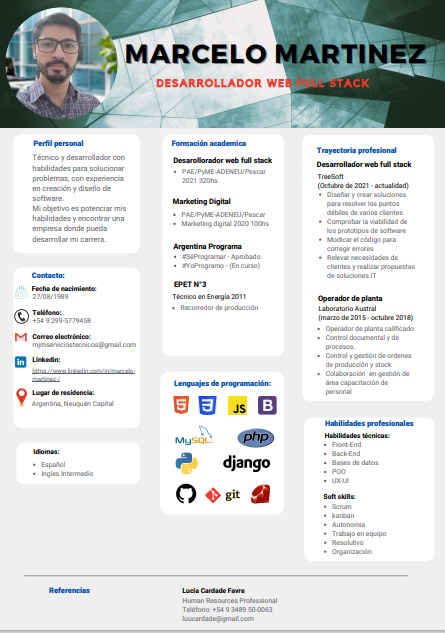 MARCELO MARTINEZ
DESARROLLADOR WEB FULL STACK
Perfil personal
Técnico y desarrollador con
habilidades para solucionar
problemas, con experiencia
en creación y diseño de
software.
Mi objetivo es potenciar mis
habilidades y encontrar una
empresa donde pueda
desarrollar mi carrera.
Contacto:
Fecha de nacimiento:
27/08/1989
Teléfono:
+54 9 299-5779458
Correo electrónico:
mjmserviciostecnicos@gmail.com
Linkedin:
https://www.linkedin.com/in/marcelo-
martinez-/
Lugar de residencia:
Argentina, Neuquén Capital
Idiomas:
• Español
• Ingles Intermedio
Formación academica
Desarollorador web full stack
• PAE/PyME-ADENEU/Pescar
2021 320hs
Marketing Digital
• PAE/PyME-ADENEU/Pescar
• Marketing digital 2020 100hs
Argentina Programa
• #SéProgramar - Aprobado.
• #YoProgramo - (En curso)
EPET N°3
Técnico en Energía 2011
• Recorredor de producción
Lenguajes de programación:
5
3
JS
B
MySQL
php
python
django
git
Trayectoria profesional
Desarrollador web full stack
TreeSoft
(Octubre de 2021 - actualidad)
• Diseñar y crear soluciones
para resolver los puntos
débiles de varios clientes
• Comprobar la viabilidad de
los prototipos de software
• Modicar el código para
corregir errores
• Relevar necesidades de
clientes y realizar propuestas
de soluciones IT
Operador de planta
Laboratorio Austral
(marzo de 2015 - octubre 2018)
• Operador de planta calificado
• Control documental y de
procesos.
• Control y gestión de ordenes
de producción y stock
• Colaboración en gestión de
área capacitación de
personal
Habilidades profesionales
Habilidades técnicas:
• Front-End
• Back-End
• Bases de datos
• POO
• UX-UI
Soft skills:
• Scrum
• kanban
• Autonomia
• Trabajo en equipo
• Resolutivo
• Organización
Referencias
Lucia Cardade Favre
Human Resources Professional
Teléfono: +54 9 3489 50-0063
luucardade@gmail.com